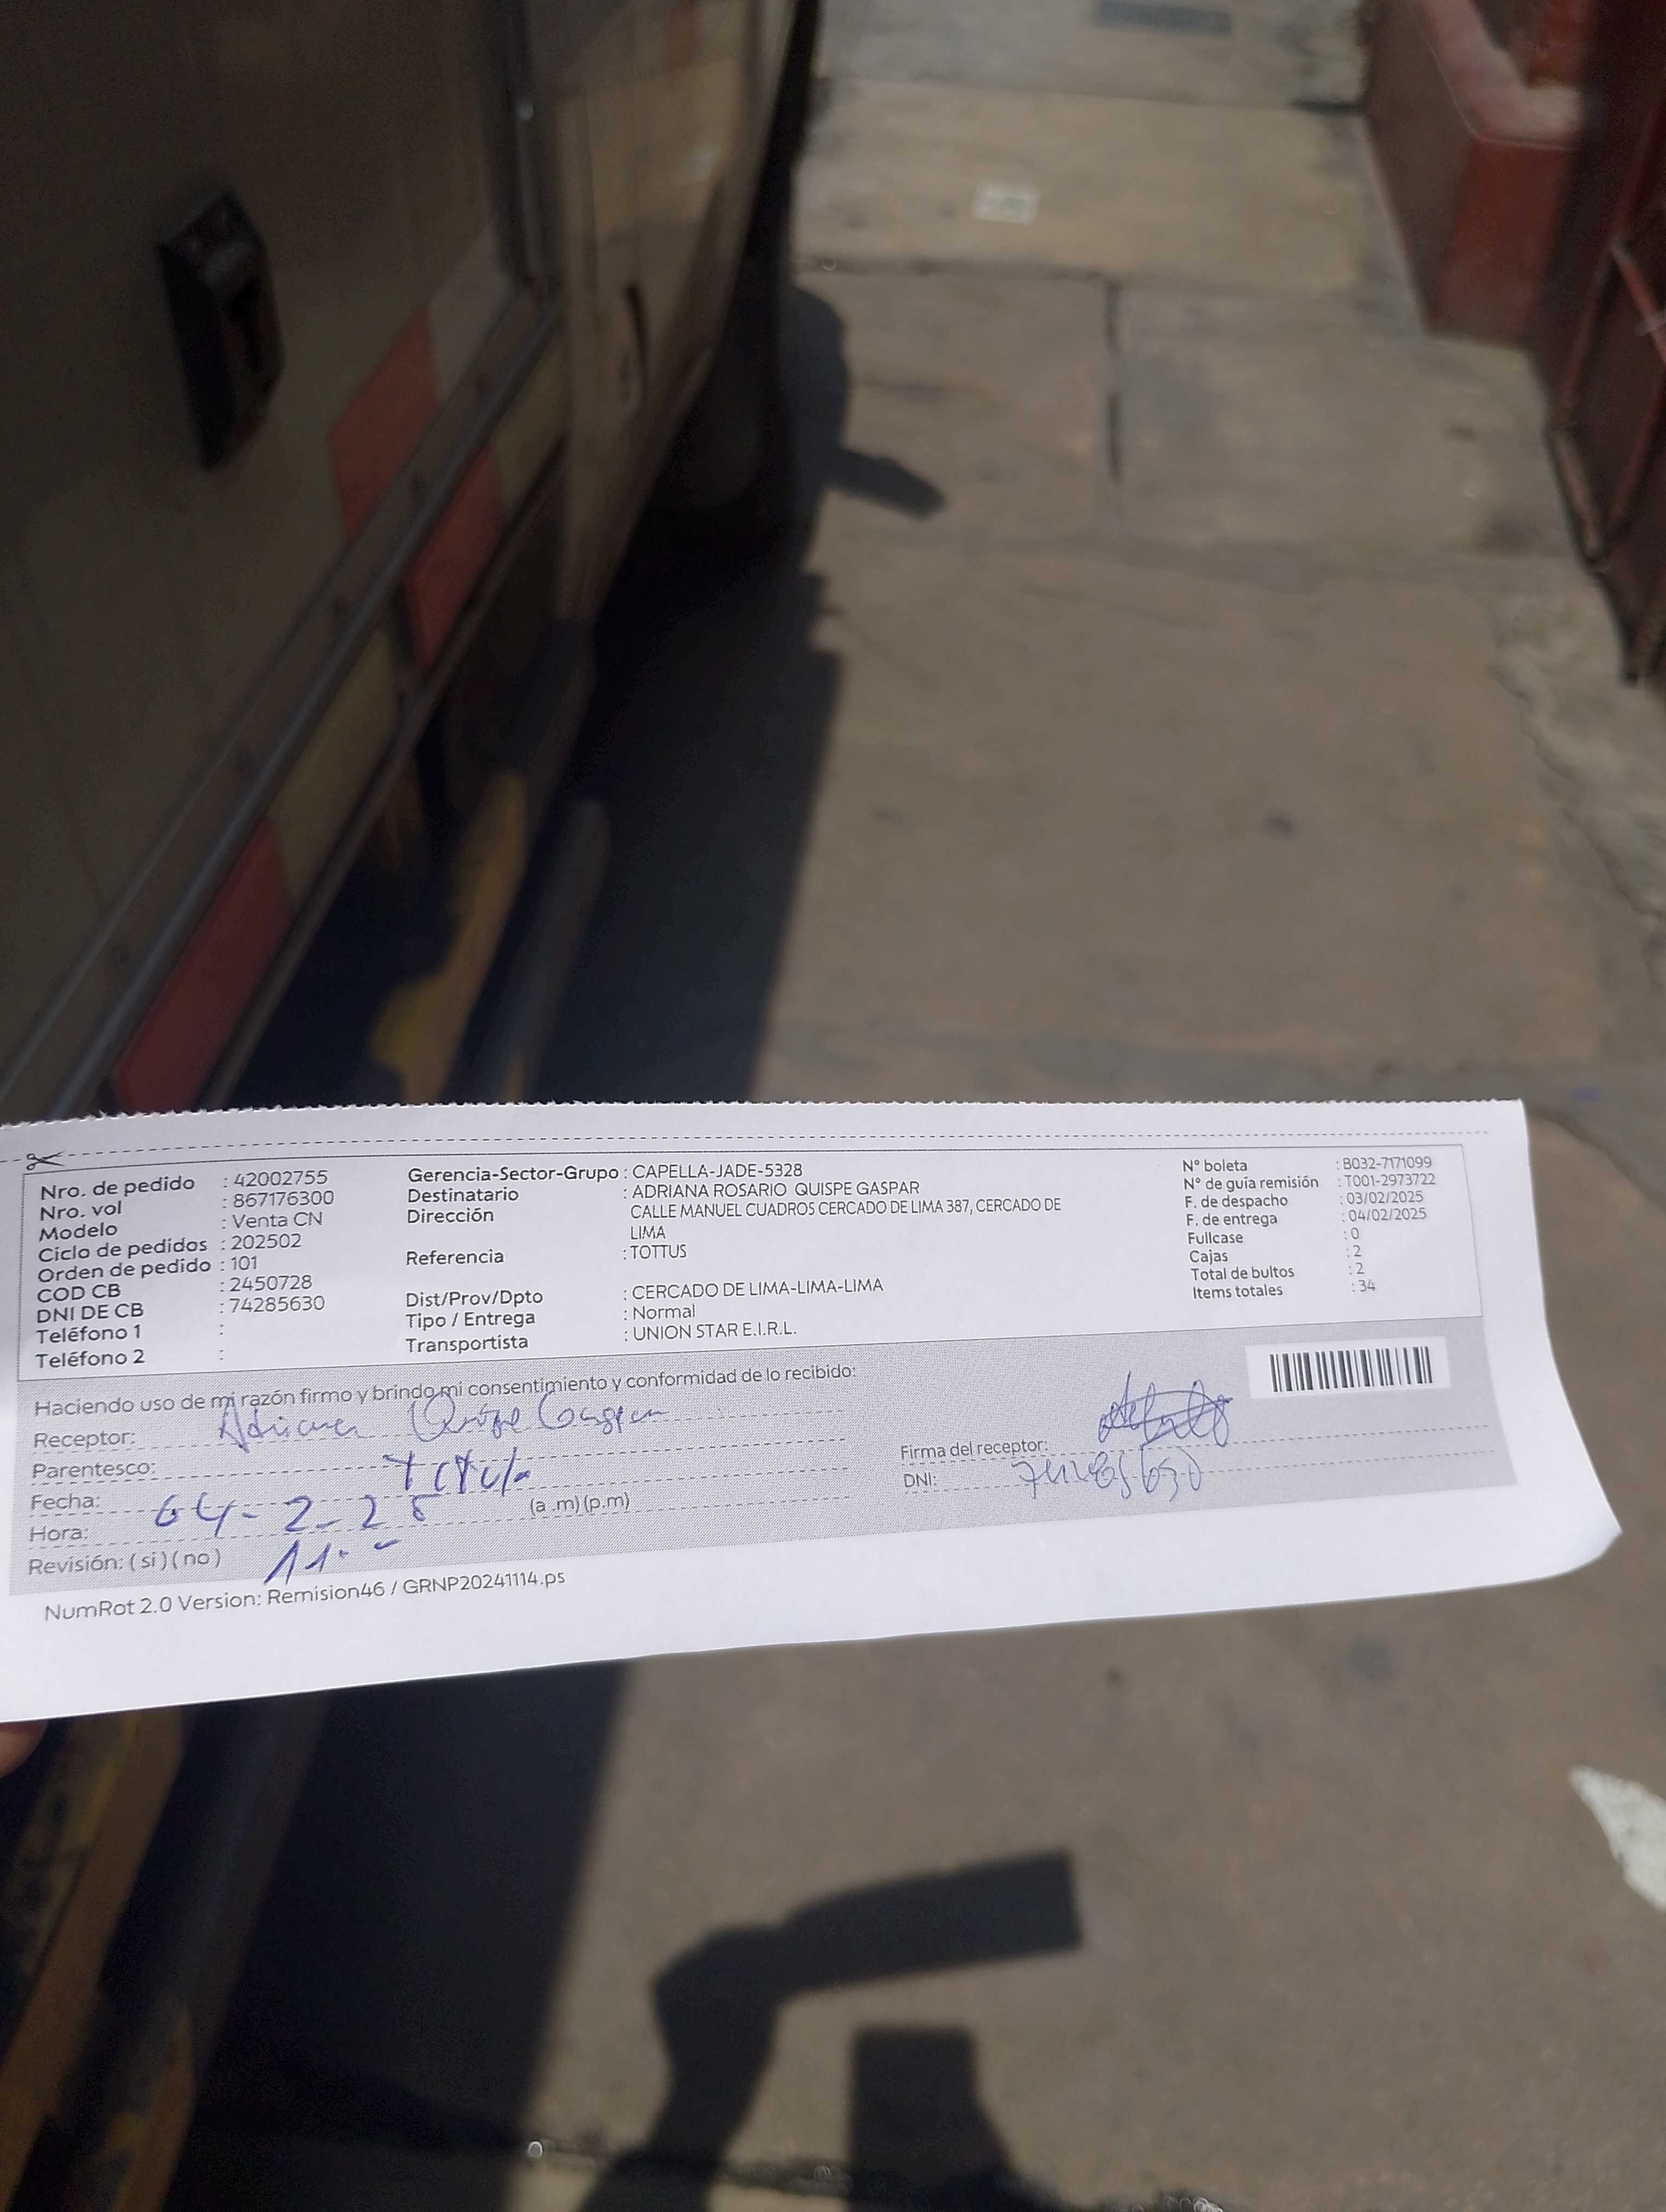 Nro. de pedido : 42002755
Nro. vol : 867176300
Modelo : Venta CN
Ciclo de pedidos : 202502
Orden de pedido : 101
COD CB : 2450728
DNI DE CB : 74285630
Teléfono 1 :
Teléfono 2 :
Gerencia-Sector-Grupo : CAPELLA-JADE-5328
Destinatario : ADRIANA ROSARIO QUISPE GASPAR
Dirección CALLE MANUEL CUADROS CERCADO DE LIMA 387, CERCADO DE
LIMA
Referencia : TOTTUS
Dist/Prov/Dpto : CERCADO DE LIMA-LIMA-LIMA
Tipo / Entrega : Normal
Transportista : UNION STAR E.I.R.L.
N° boleta : B032-7171099
N° de guía remisión : T001-2973722
F. de despacho : 03/02/2025
F. de entrega : 04/02/2025
Fullcase : 0
Cajas : 2
Total de bultos : 2
Items totales : 34
Haciendo uso de mi razón firmo y brindo mi consentimiento y conformidad de lo recibido:
Receptor: Adriana Quispe Gaspar
Parentesco:
Fecha: 04-2-25
Hora: (a .m) (p.m)
Revisión: ( si ) ( no ) 11:
Firma del receptor:
DNI: 74285630
NumRot 2.0 Version: Remision46 / GRNP20241114.ps